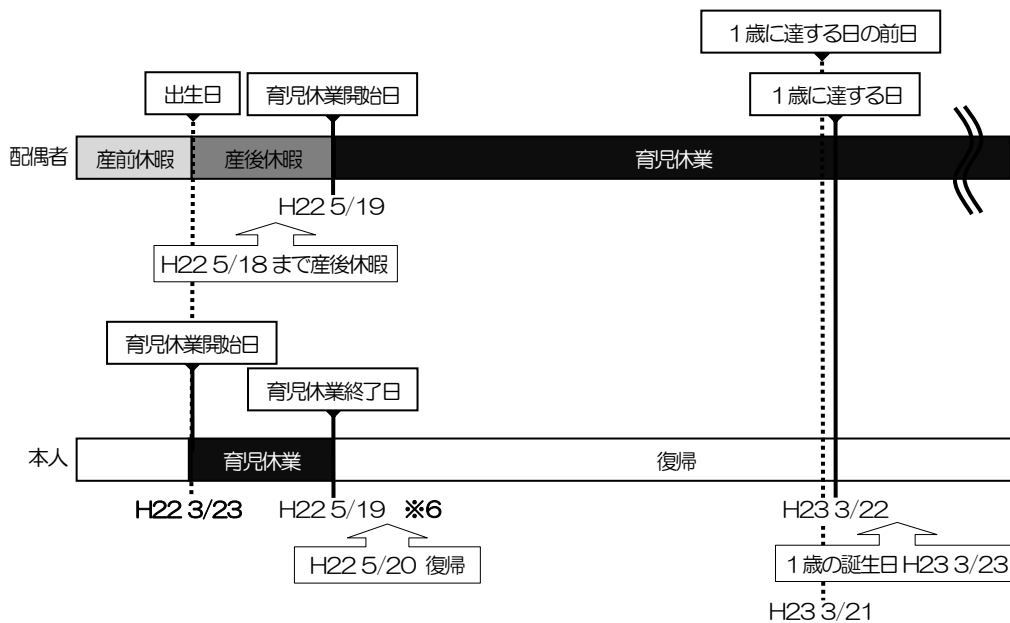 1歳に達する日の前日
出生日
育児休業開始日
1歳に達する日
配偶者
産前休暇
産後休暇
育児休業
H22 5/19
H22 5/18まで産後休暇
育児休業開始日
育児休業終了日
本人
育児休業
復帰
H22 3/23
H22 5/19 ※6
H23 3/22
H22 5/20 復帰
1歳の誕生日H23 3/23
H23 3/21